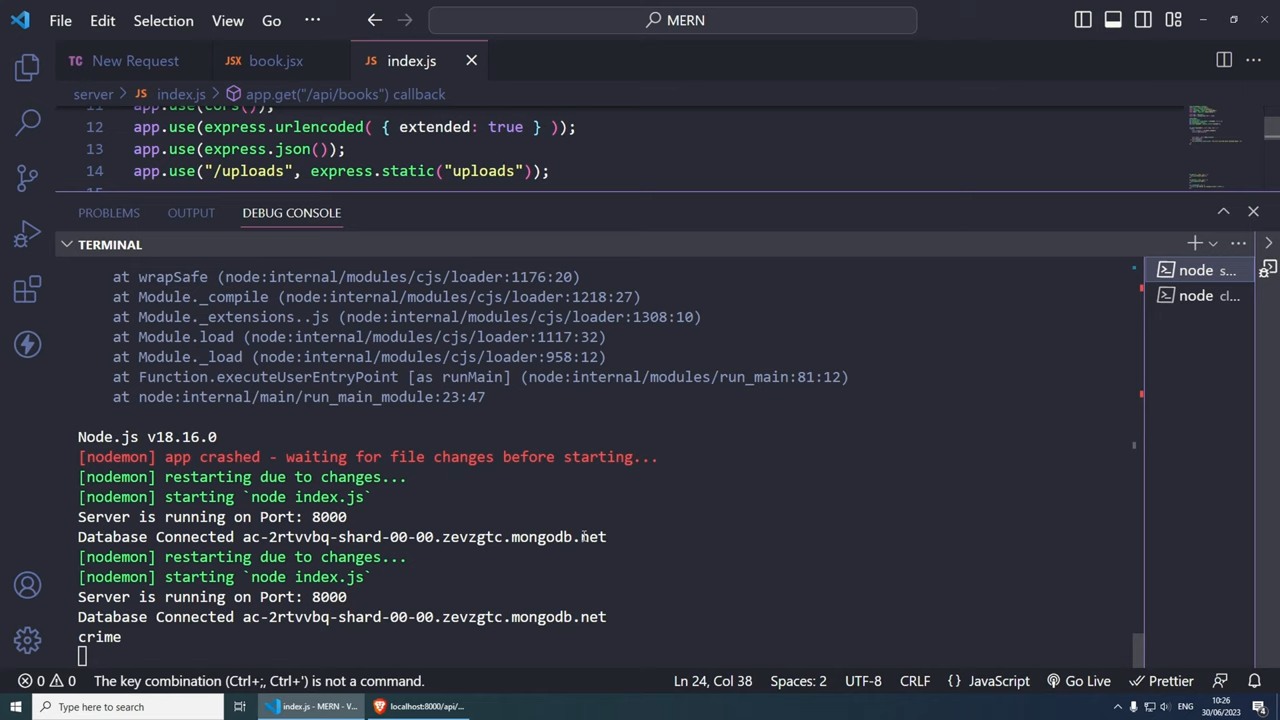 File Edit Selection View Go ··· MERN
TC New Request JSX book.jsx JS index.js
server > JS index.js > app.get("/api/books") callback
11 app.use(cors());
12 app.use(express.urlencoded( { extended: true } ));
13 app.use(express.json());
14 app.use("/uploads", express.static("uploads"));
PROBLEMS OUTPUT DEBUG CONSOLE
TERMINAL
at wrapSafe (node:internal/modules/cjs/loader:1176:20)
at Module._compile (node:internal/modules/cjs/loader:1218:27)
at Module._extensions..js (node:internal/modules/cjs/loader:1308:10)
at Module.load (node:internal/modules/cjs/loader:1117:32)
at Module._load (node:internal/modules/cjs/loader:958:12)
at Function.executeUserEntryPoint [as runMain] (node:internal/modules/run_main:81:12)
at node:internal/main/run_main_module:23:47
Node.js v18.16.0
[nodemon] app crashed - waiting for file changes before starting...
[nodemon] restarting due to changes...
[nodemon] starting `node index.js`
Server is running on Port: 8000
Database Connected ac-2rtvvbq-shard-00-00.zevzgtc.mongodb.net
[nodemon] restarting due to changes...
[nodemon] starting `node index.js`
Server is running on Port: 8000
Database Connected ac-2rtvvbq-shard-00-00.zevzgtc.mongodb.net
crime
node s...
node cl...
0 0 The key combination (Ctrl+;, Ctrl+') is not a command. Ln 24, Col 38 Spaces: 2 UTF-8 CRLF {} JavaScript Go Live Prettier
Type here to search index.js - MERN - V... localhost:8000/api/... ENG 10:26
30/06/2023 4